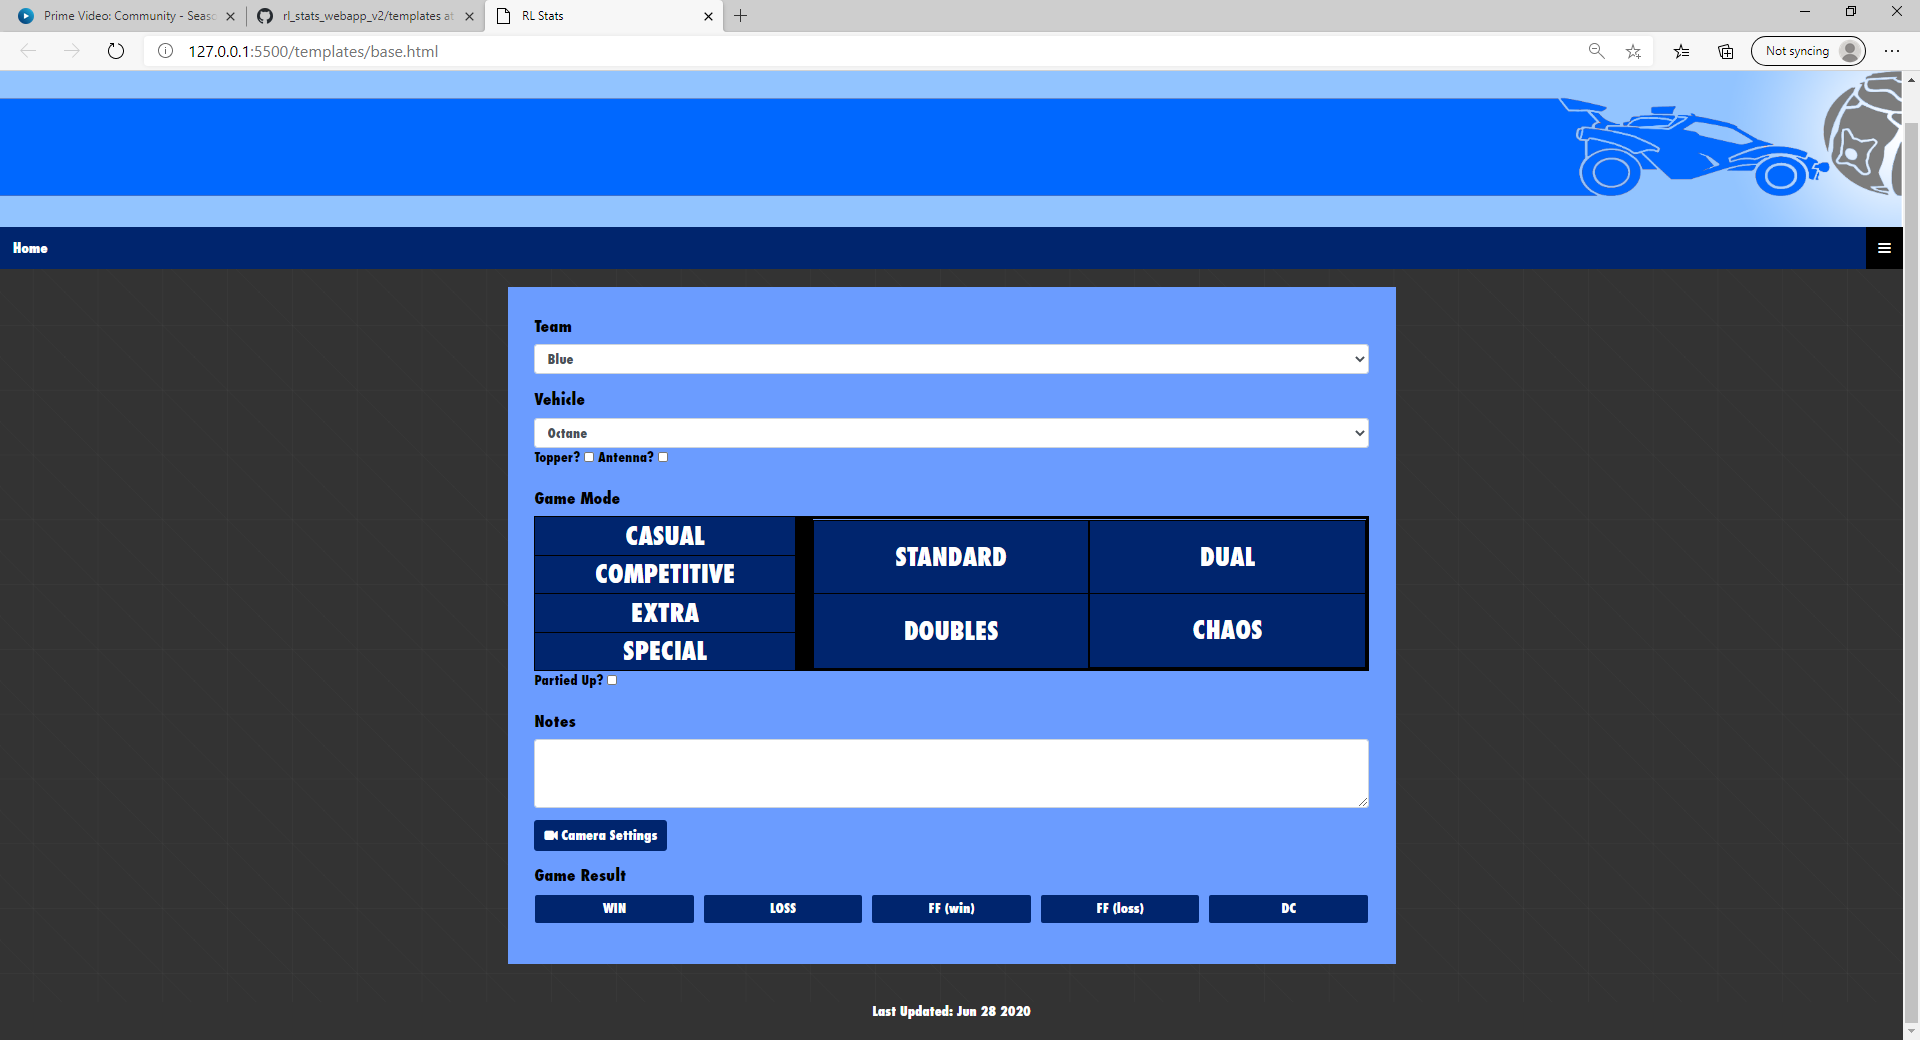 Prime Video: Community - Seas
rl_stats_webapp_v2/templates at
RL Stats
127.0.0.1:5500/templates/base.html
Not syncing
Home
Team
Blue
Vehicle
Octane
Topper? Antenna?
Game Mode
CASUAL
COMPETITIVE
EXTRA
SPECIAL
STANDARD
DUAL
DOUBLES
CHAOS
Partied Up?
Notes
Camera Settings
Game Result
WIN
LOSS
FF (win)
FF (loss)
DC
Last Updated: Jun 28 2020